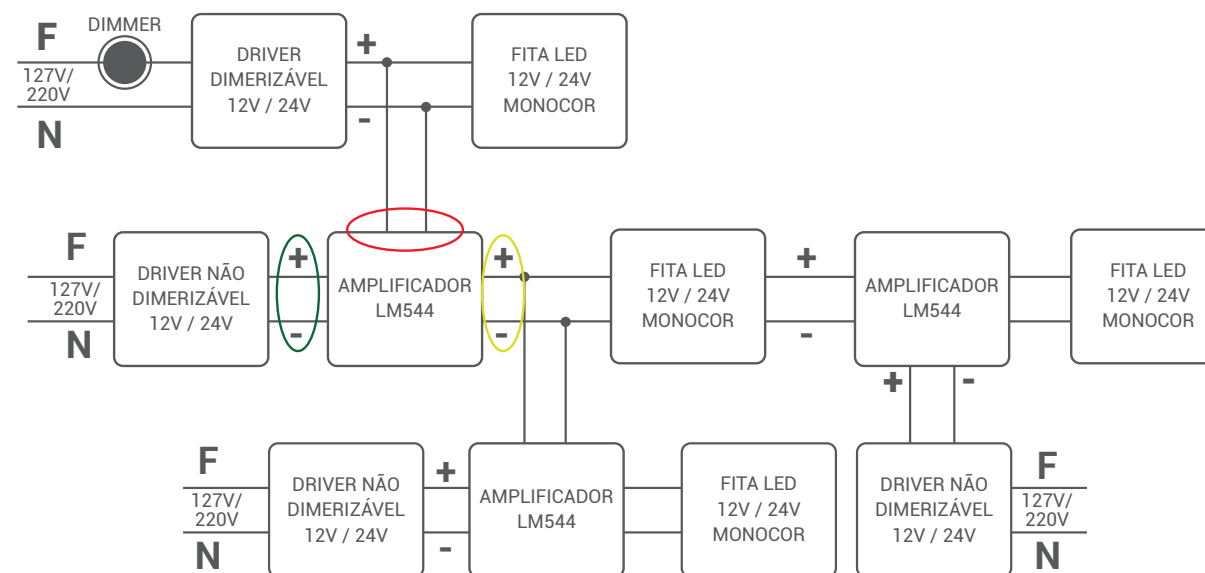 F
DIMMER
127V/
220V
N
DRIVER
DIMERIZÁVEL
12V / 24V
+
-
FITA LED
12V / 24V
MONOCOR
F
127V/
220V
N
DRIVER NÃO
DIMERIZÁVEL
12V / 24V
+
-
AMPLIFICADOR
LM544
+
-
FITA LED
12V / 24V
MONOCOR
+
-
AMPLIFICADOR
LM544
+ -
FITA LED
12V / 24V
MONOCOR
F
127V/
220V
N
DRIVER NÃO
DIMERIZÁVEL
12V / 24V
+
-
AMPLIFICADOR
LM544
FITA LED
12V / 24V
MONOCOR
DRIVER NÃO
DIMERIZÁVEL
12V / 24V
F
127V/
220V
N